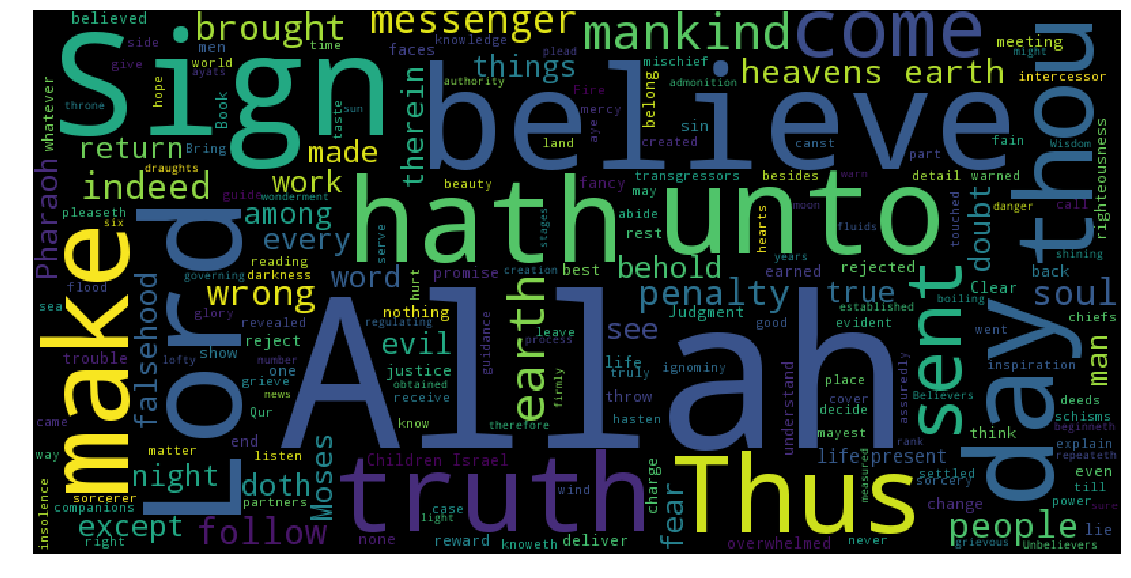 believed side men time knowledge plead messenger mankind come might meeting
brought faces
Sign
give world ayats hope things mischief heavens earth intercessor
throne Book taste sun therein authority Fire mercy admonition
believe
whatever return Bring made aye land belong sin created canst part fain Wisdom thou
draughts
Pharaoh indeed guide work beauty fancy transgressors besides detail warned righteousness
wonderment may warn
pleaseth six among serve hath stages unto abide hearts moon fluids doubt danger call
every rest years touched
make Lord reading behold shining
governing darkness word promise creation best earned rejected back
flood wrong penalty true Clear soul
sea glory nothing hurt Judgment established boiling
falsehood revealed regulating earth leave see good evident sent day went chiefs
trouble reject show lofty number evil guidance process life ignominy inspiration man
one Allah truly assuredly place Believers
grieve news justice firmly throw understand cover deeds
Qur obtained hasten decide schisms
came receive therefore mayest rank think beginneth
end know
way matter listen Children Israel life present explain
night Moses truth Thus settled repeateth
insolence sorcerer doth wind charge measured sorcery even
companions partners case fear change power till
except light people lie sure
right follow none reward knoweth deliver overwhelmed never grievous Unbelievers